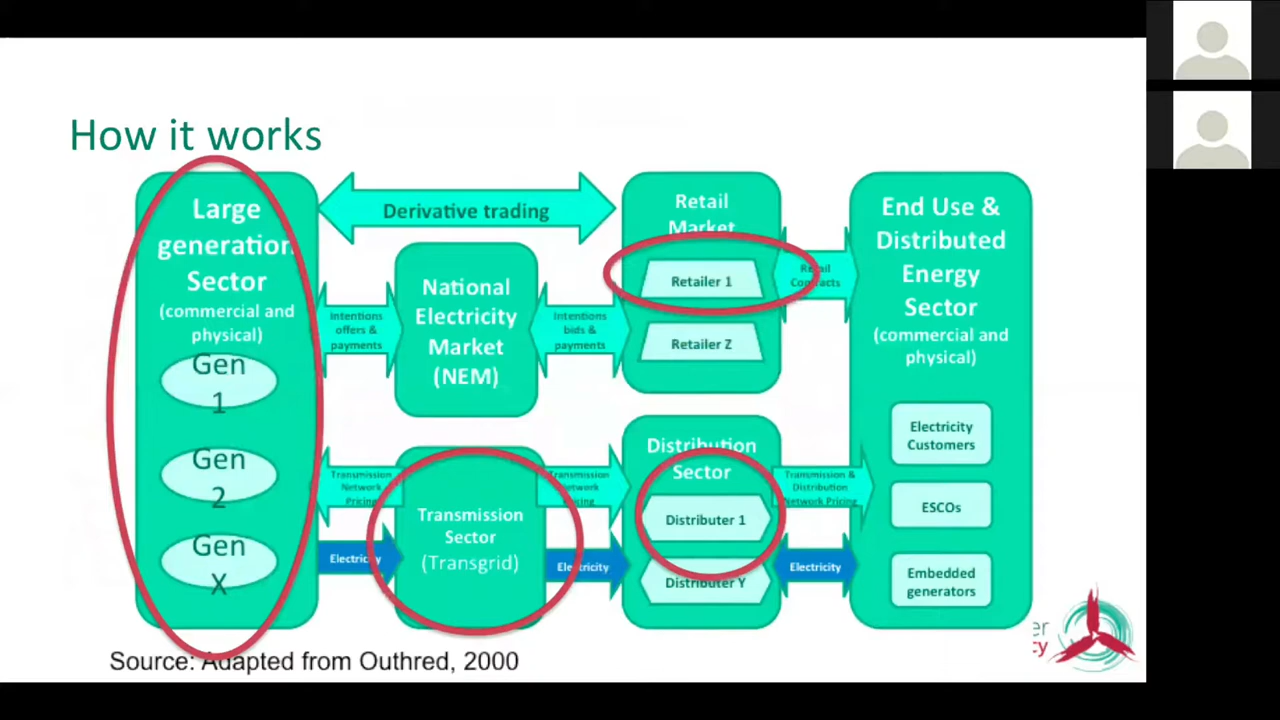 How it works
Large
generation
Sector
(commercial and
physical)
Gen
1
Gen
2
Gen
X
Derivative trading
Intentions
offers &
payments
National
Electricity
Market
(NEM)
Intentions
bids &
payments
Retail
Market
Retailer 1
Retailer Z
Retail
Contracts
End Use &
Distributed
Energy
Sector
(commercial and
physical)
Electricity
Customers
ESCOs
Embedded
generators
Transmission
Network
Pricing
Electricity
Transmission
Sector
(Transgrid)
Transmission
Network
Pricing
Electricity
Distribution
Sector
Distributer 1
Distributer Y
Transmission &
Distribution
Network Pricing
Electricity
er
cy
Source: Adapted from Outhred, 2000